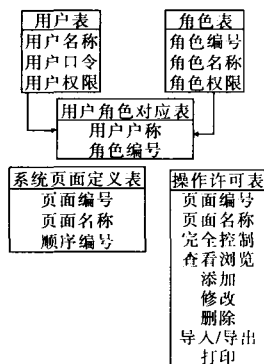 用户表
用户名称
用户口令
用户权限
角色表
角色编号
角色名称
角色权限
用户角色对应表
用户户称
角色编号
系统页面定义表
页面编号
页面名称
顺序编号
操作许可表
页面编号
页面名称
完全控制
查看浏览
添加
修改
删除
导入/导出
打印